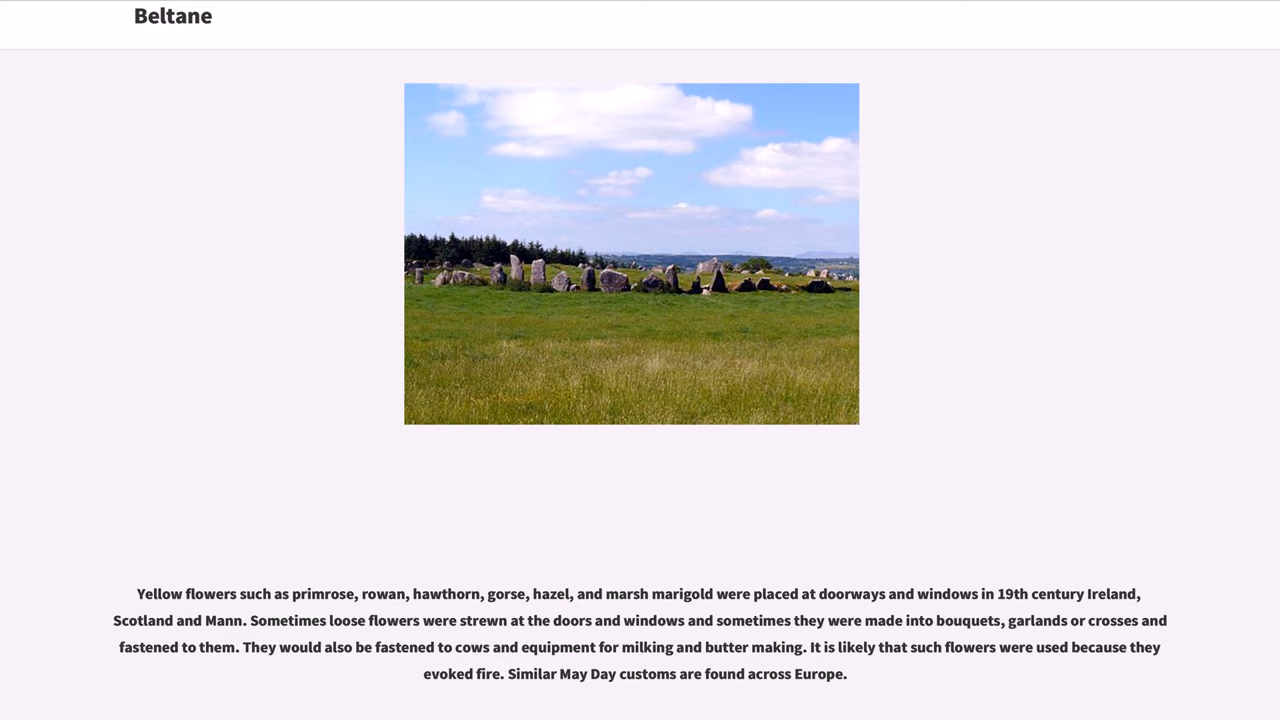 Beltane
Yellow flowers such as primrose, rowan, hawthorn, gorse, hazel, and marsh marigold were placed at doorways and windows in 19th century Ireland,
Scotland and Mann. Sometimes loose flowers were strewn at the doors and windows and sometimes they were made into bouquets, garlands or crosses and
fastened to them. They would also be fastened to cows and equipment for milking and butter making. It is likely that such flowers were used because they
evoked fire. Similar May Day customs are found across Europe.